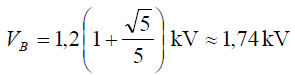 V_B = 1,2(1 + √5/5) kV ≈ 1,74 kV